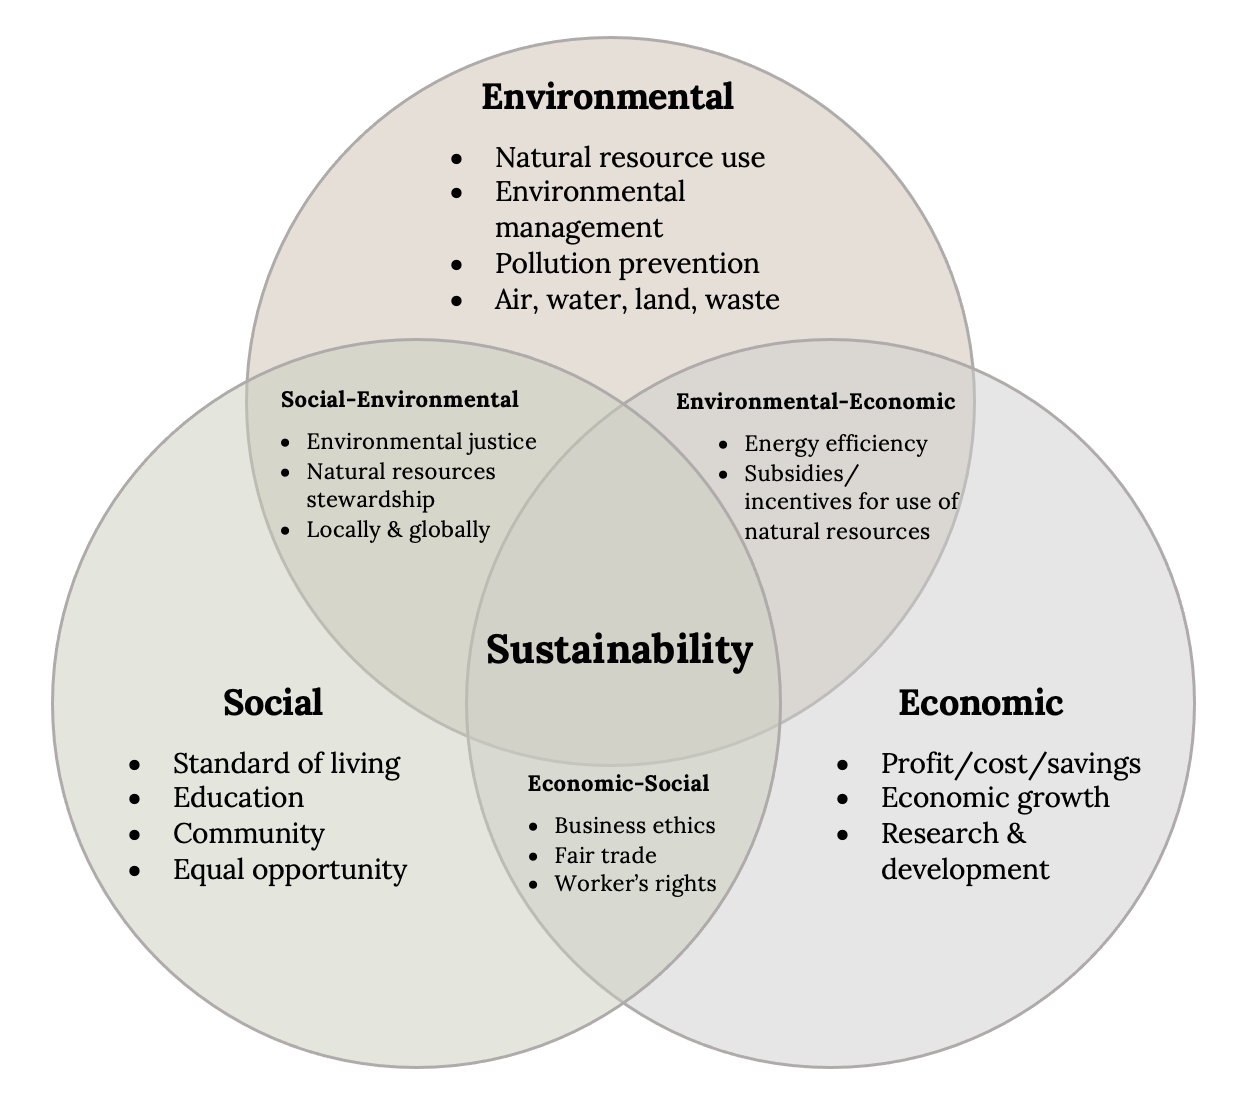 Environmental
• Natural resource use
• Environmental
management
• Pollution prevention
• Air, water, land, waste
Social-Environmental
• Environmental justice
• Natural resources
stewardship
• Locally & globally
Environmental-Economic
• Energy efficiency
• Subsidies/
incentives for use of
natural resources
Sustainability
Social
• Standard of living
• Education
• Community
• Equal opportunity
Economic-Social
• Business ethics
• Fair trade
• Worker’s rights
Economic
• Profit/cost/savings
• Economic growth
• Research &
development